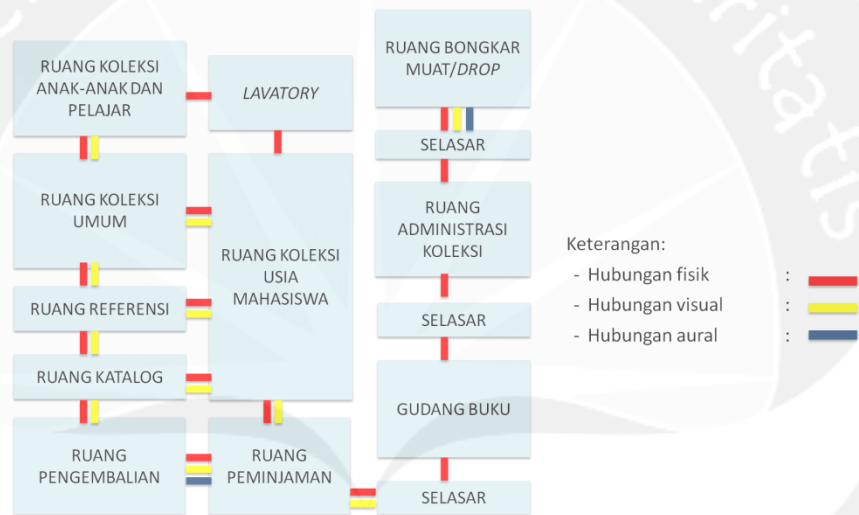 RUANG KOLEKSI
ANAK-ANAK DAN
PELAJAR
LAVATORY
RUANG KOLEKSI
UMUM
RUANG KOLEKSI
USIA
MAHASISWA
RUANG REFERENSI
RUANG KATALOG
RUANG
PENGEMBALIAN
RUANG
PEMINJAMAN
RUANG BONGKAR
MUAT/DROP
SELASAR
RUANG
ADMINISTRASI
KOLEKSI
SELASAR
GUDANG BUKU
SELASAR
Keterangan:
- Hubungan fisik :
- Hubungan visual :
- Hubungan aural :